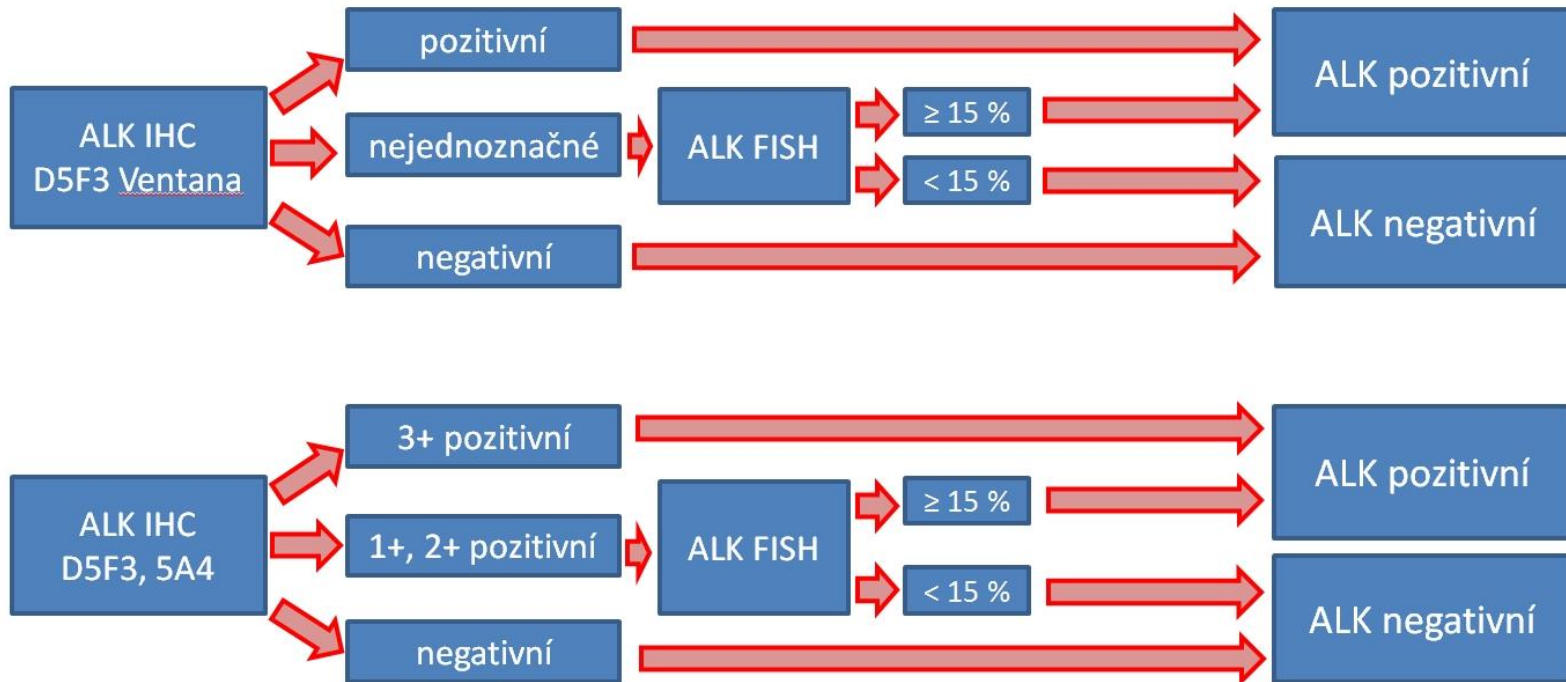 pozitivní
ALK IHC
D5F3 Ventana
nejednoznačné
negativní
ALK FISH
≥ 15 %
< 15 %
ALK pozitivní
ALK negativní
3+ pozitivní
ALK IHC
D5F3, 5A4
1+, 2+ pozitivní
negativní
ALK FISH
≥ 15 %
< 15 %
ALK pozitivní
ALK negativní